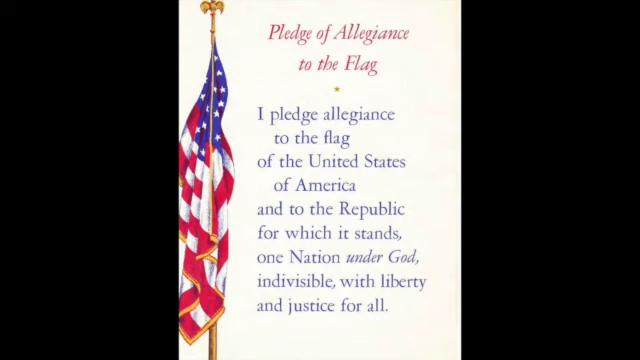 Pledge of Allegiance
to the Flag
I pledge allegiance
to the flag
of the United States
of America
and to the Republic
for which it stands,
one Nation under God,
indivisible, with liberty
and justice for all.